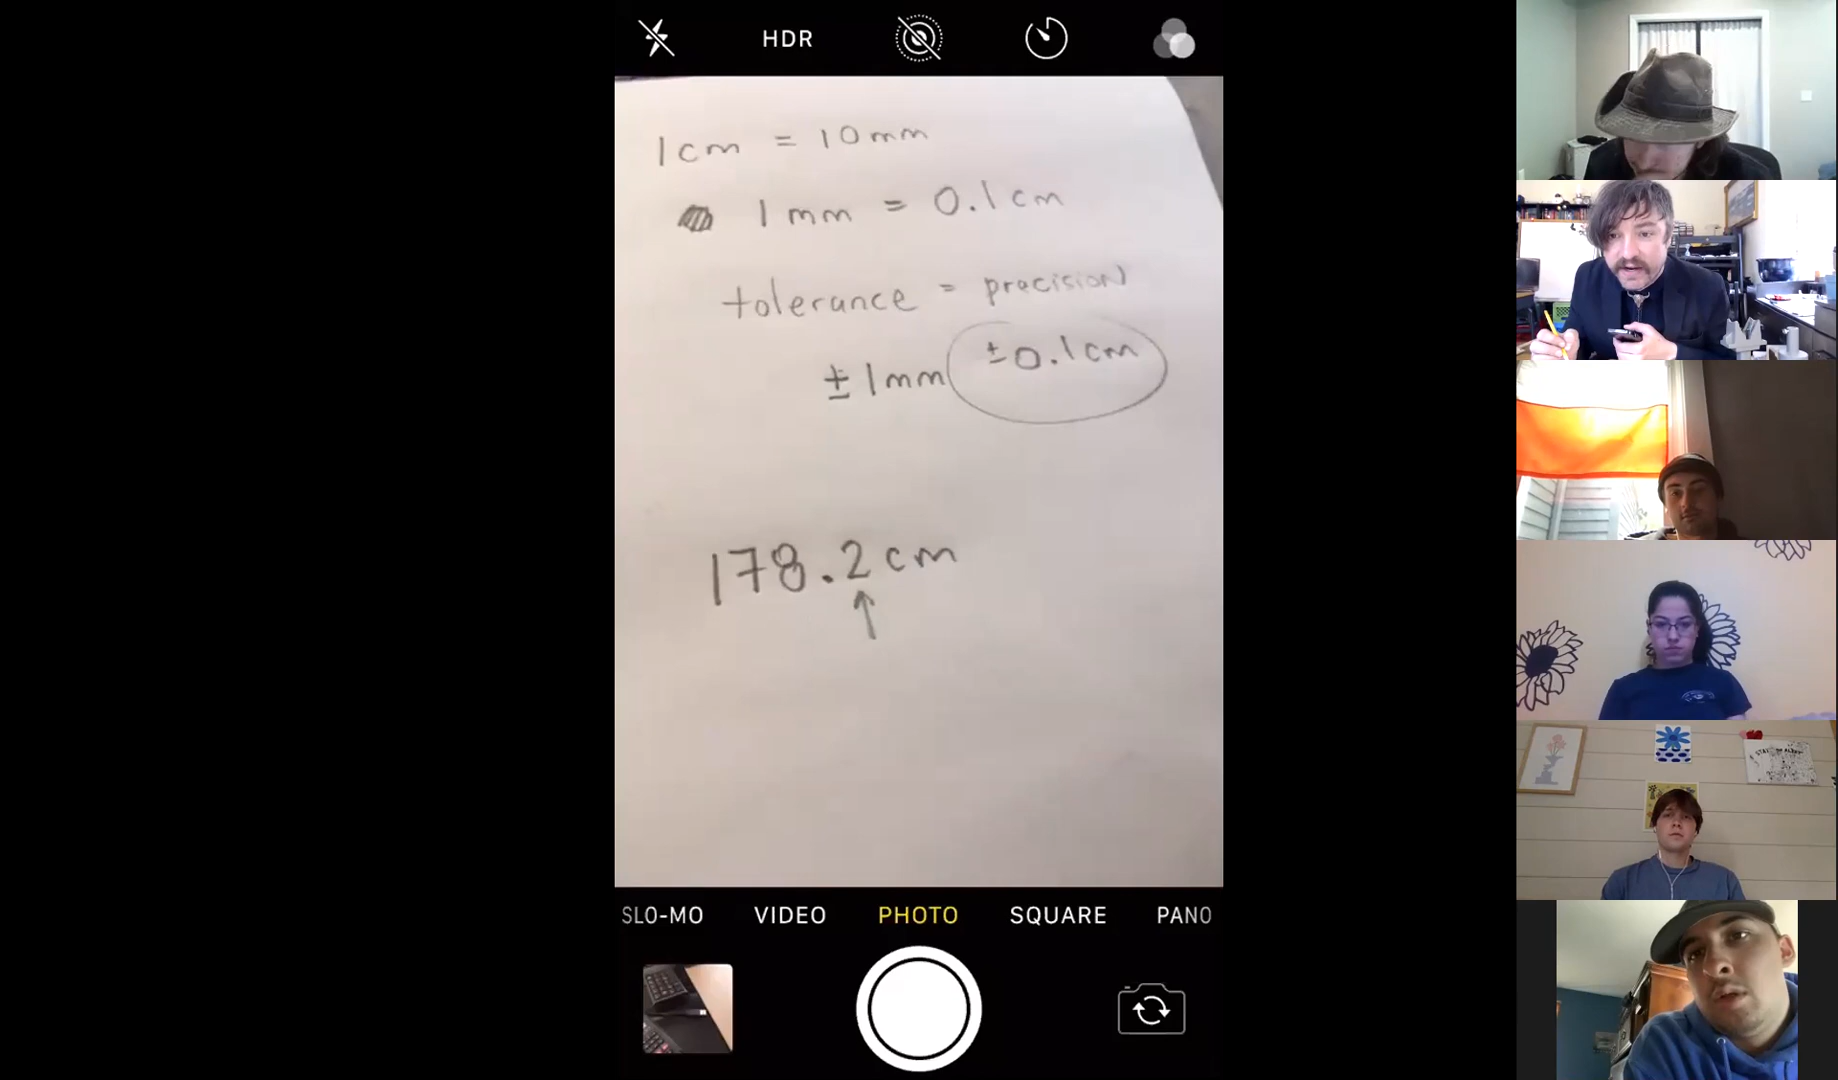 HDR
1cm = 10mm
1mm = 0.1cm
tolerance = precision
±1mm ±0.1cm
178.2cm
↑
SLO-MO VIDEO PHOTO SQUARE PANO